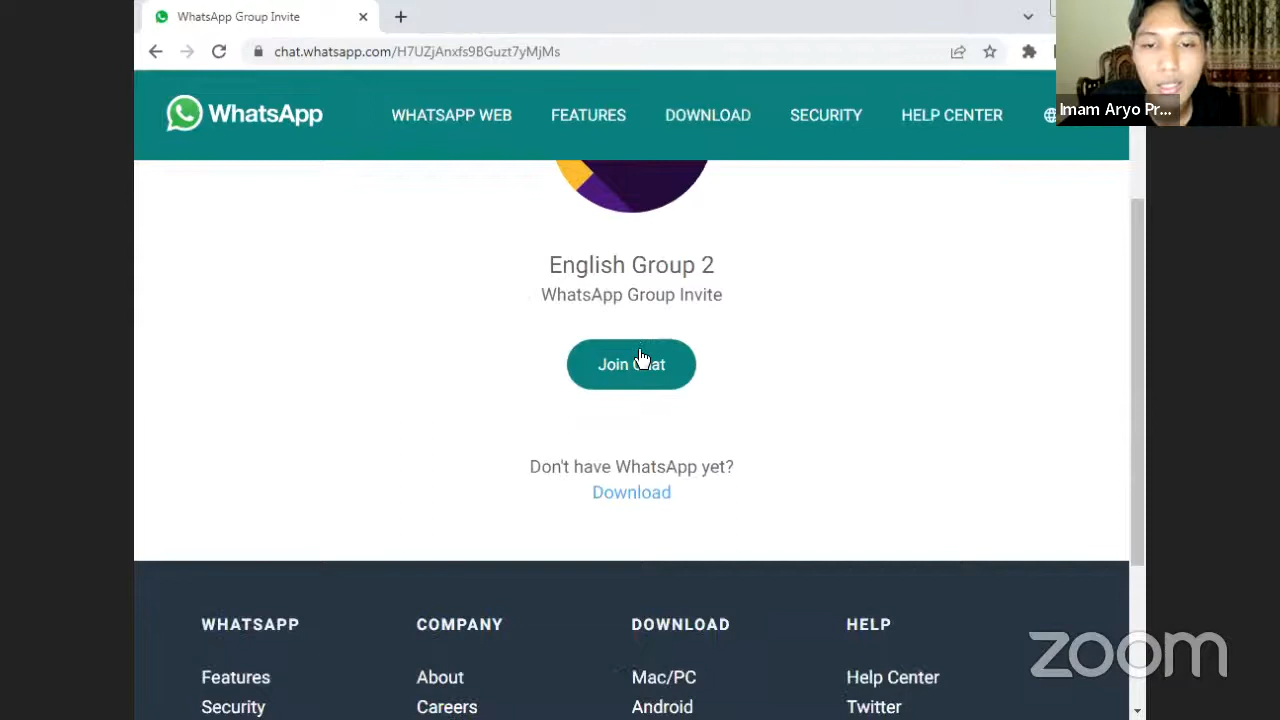 WhatsApp Group Invite
chat.whatsapp.com/H7UZjAnxfs9BGuzt7yMjMs
Imam Aryo Pr...
WhatsApp WHATSAPP WEB FEATURES DOWNLOAD SECURITY HELP CENTER
English Group 2
WhatsApp Group Invite
Join Chat
Don't have WhatsApp yet?
Download
WHATSAPP COMPANY DOWNLOAD HELP
Features About Mac/PC Help Center
Security Careers Android Twitter
zoom